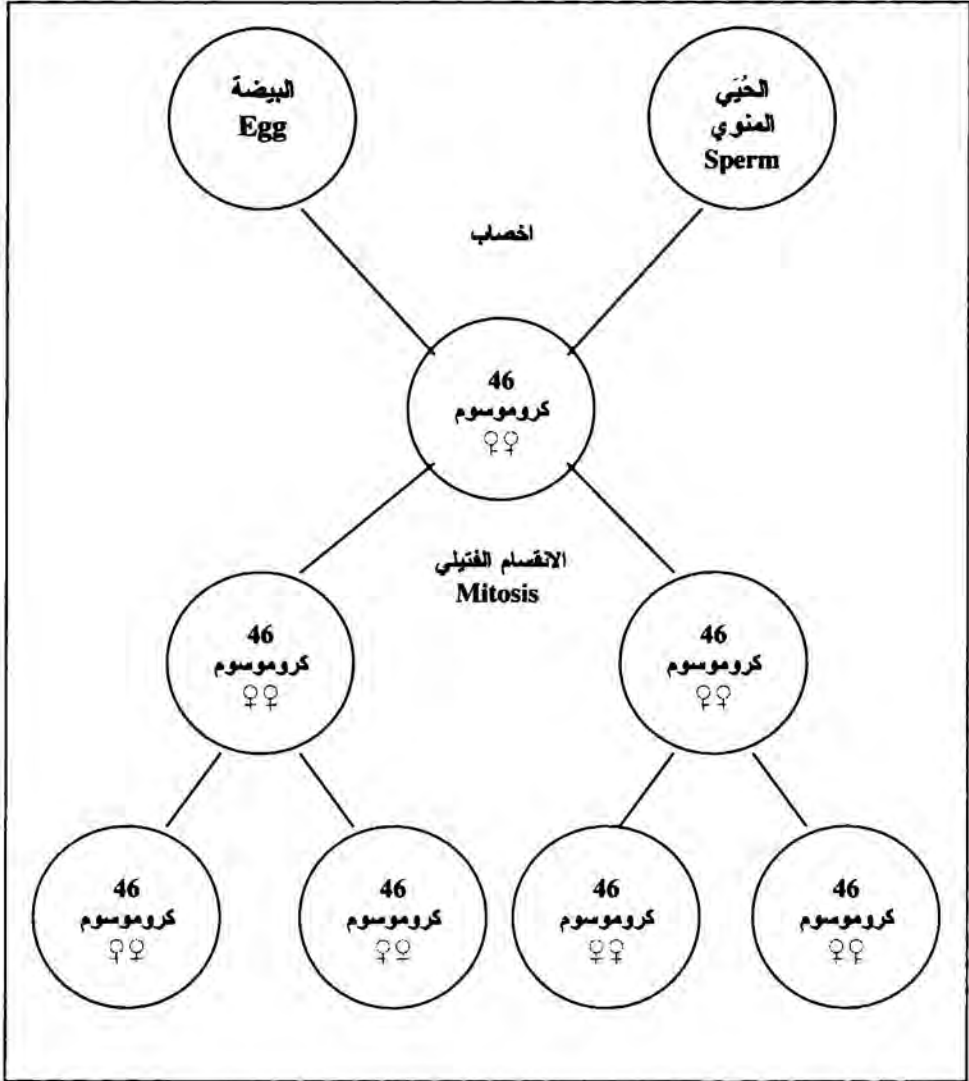 البيضة
Egg
الحُيَي
المنوي
Sperm
اخصاب
46
كروموسوم
♀♀
الانقسام الفتيلي
Mitosis
46
كروموسوم
♀♀
46
كروموسوم
♀♀
46
كروموسوم
♀♀
46
كروموسوم
♀♀
46
كروموسوم
♀♀
46
كروموسوم
♀♀